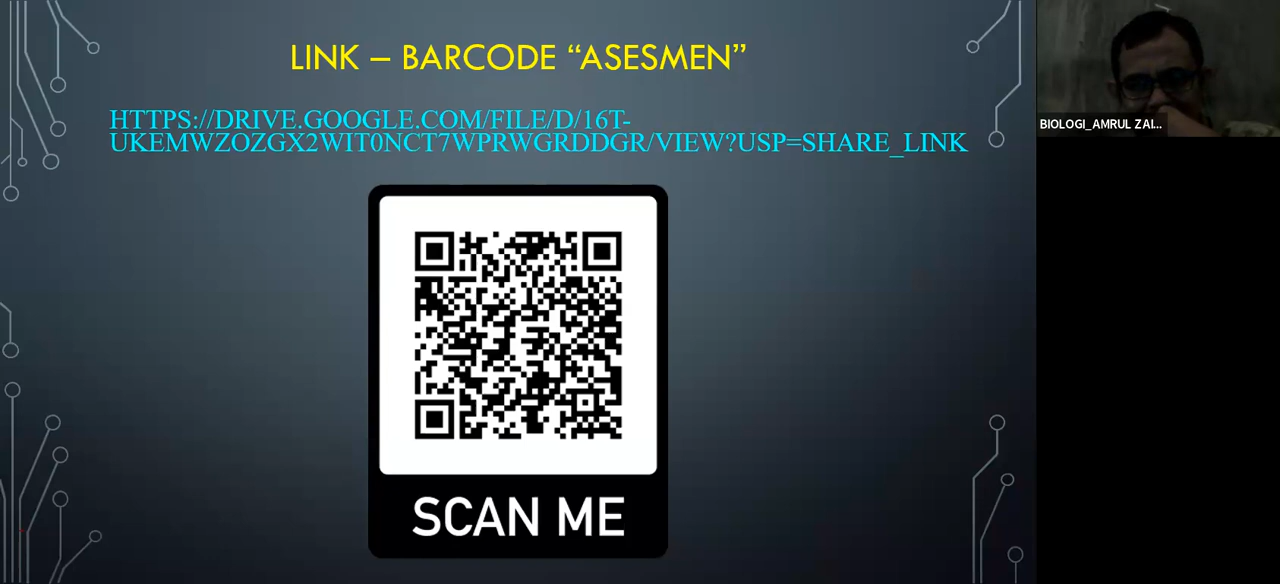 LINK – BARCODE “ASESMEN”
HTTPS://DRIVE.GOOGLE.COM/FILE/D/16T-
UKEMWZOZGX2WIT0NCT7WPRWGRDDGR/VIEW?USP=SHARE_LINK
BIOLOGI_AMRUL ZAI...
SCAN ME